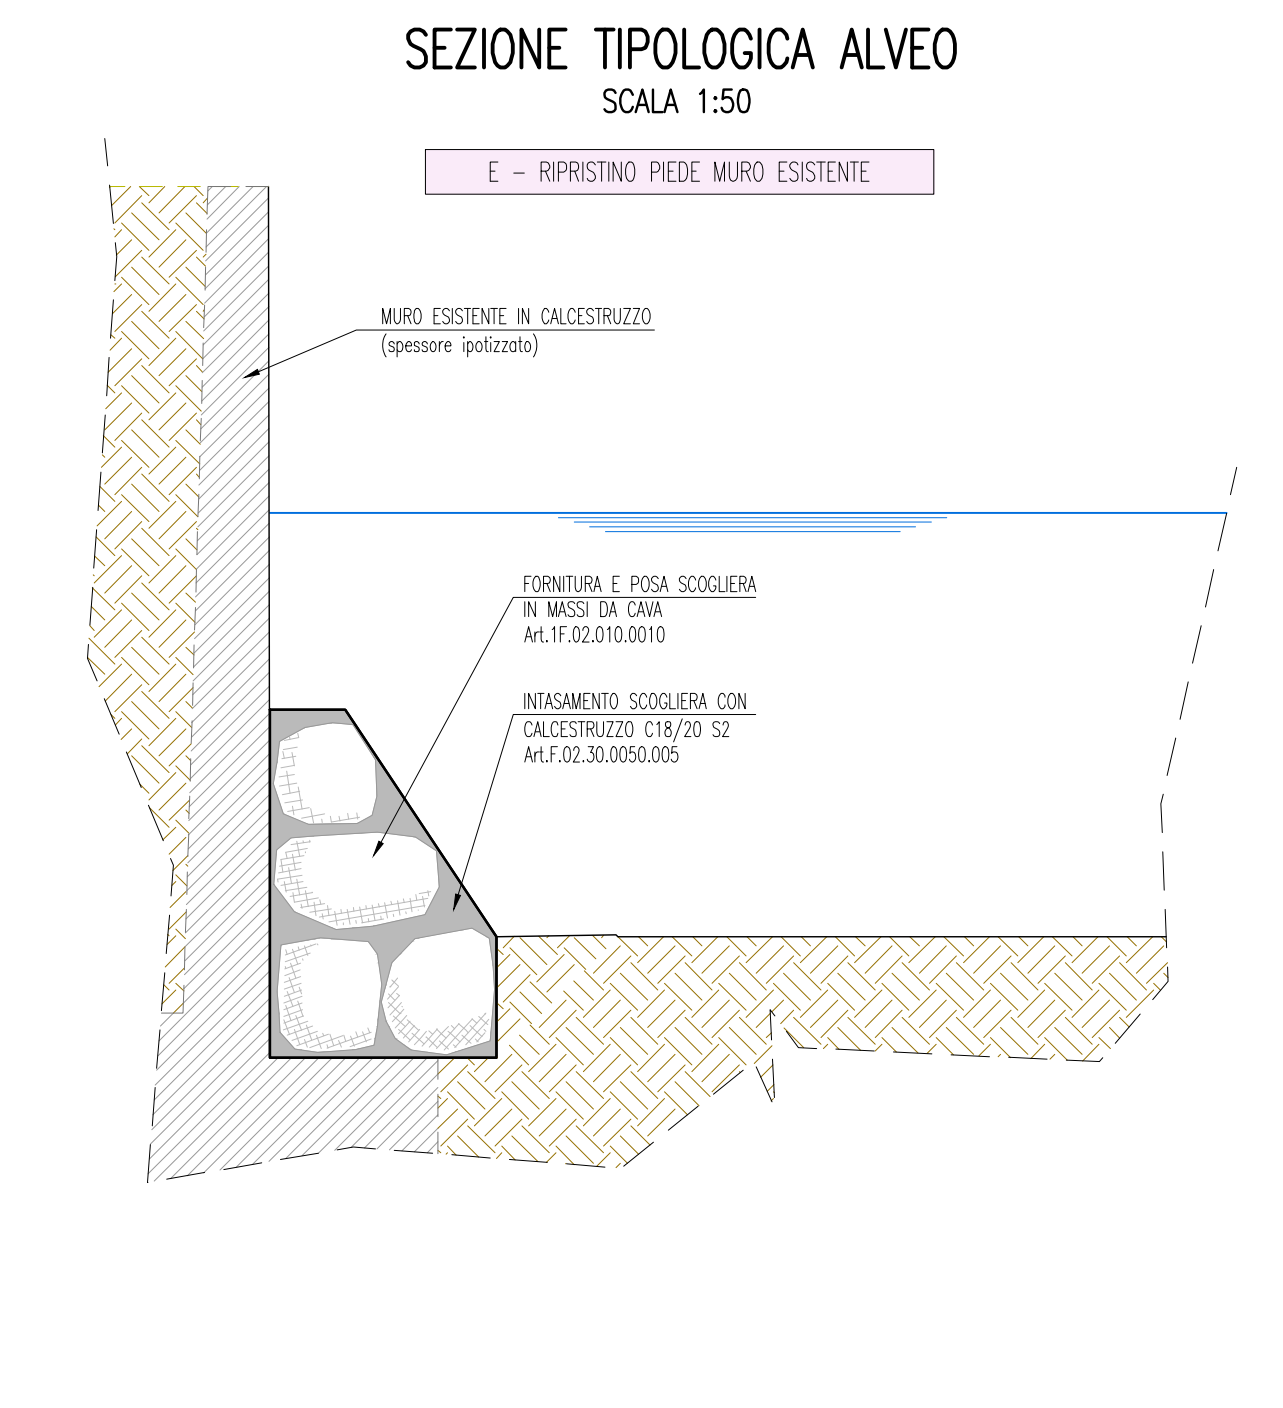 SEZIONE TIPOLOGICA ALVEO
SCALA 1:50
E - RIPRISTINO PIEDE MURO ESISTENTE
MURO ESISTENTE IN CALCESTRUZZO
(spessore ipotizzato)
FORNITURA E POSA SCOGLIERA
IN MASSI DA CAVA
Art.1F.02.010.0010
INTASAMENTO SCOGLIERA CON
CALCESTRUZZO C18/20 S2
Art.F.02.30.0050.005